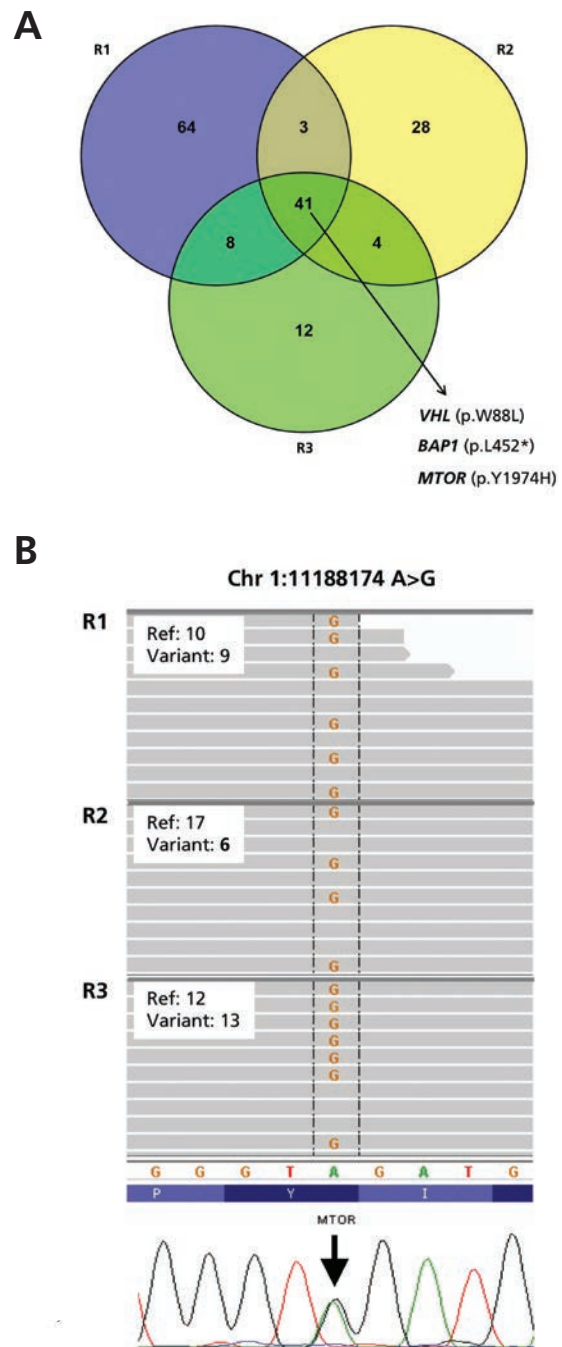 A
R1
R2
64
3
28
41
8
4
12
R3
VHL (p.W88L)
BAP1 (p.L452*)
MTOR (p.Y1974H)
B
Chr 1:11188174 A>G
R1
Ref: 10
Variant: 9
G
G
G
G
G
G
R2
Ref: 17
Variant: 6
G
G
G
G
R3
Ref: 12
Variant: 13
G
G
G
G
G
G
G
G G G T A G A T G
P Y I
MTOR